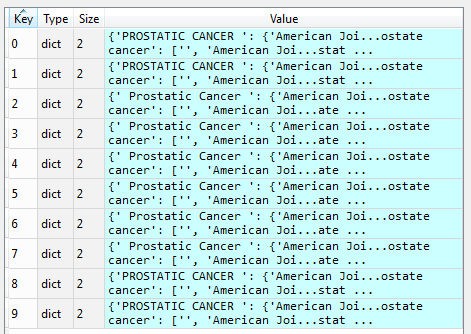 Key Type Size Value
0 dict 2 {'PROSTATIC CANCER ': {'American Joi...ostate
cancer': ['', 'American Joi...stat ...
1 dict 2 {'PROSTATIC CANCER ': {'American Joi...ostate
cancer': ['', 'American Joi...stat ...
2 dict 2 {' Prostatic Cancer ': {'American Joi...ostate
cancer': ['', 'American Joi...ate ...
3 dict 2 {' Prostatic Cancer ': {'American Joi...ostate
cancer': ['', 'American Joi...ate ...
4 dict 2 {' Prostatic Cancer ': {'American Joi...ostate
cancer': ['', 'American Joi...ate ...
5 dict 2 {' Prostatic Cancer ': {'American Joi...ostate
cancer': ['', 'American Joi...ate ...
6 dict 2 {' Prostatic Cancer ': {'American Joi...ostate
cancer': ['', 'American Joi...ate ...
7 dict 2 {' Prostatic Cancer ': {'American Joi...ostate
cancer': ['', 'American Joi...ate ...
8 dict 2 {'PROSTATIC CANCER ': {'American Joi...ostate
cancer': ['', 'American Joi...stat ...
9 dict 2 {'PROSTATIC CANCER ': {'American Joi...ostate
cancer': ['', 'American Joi...stat ...